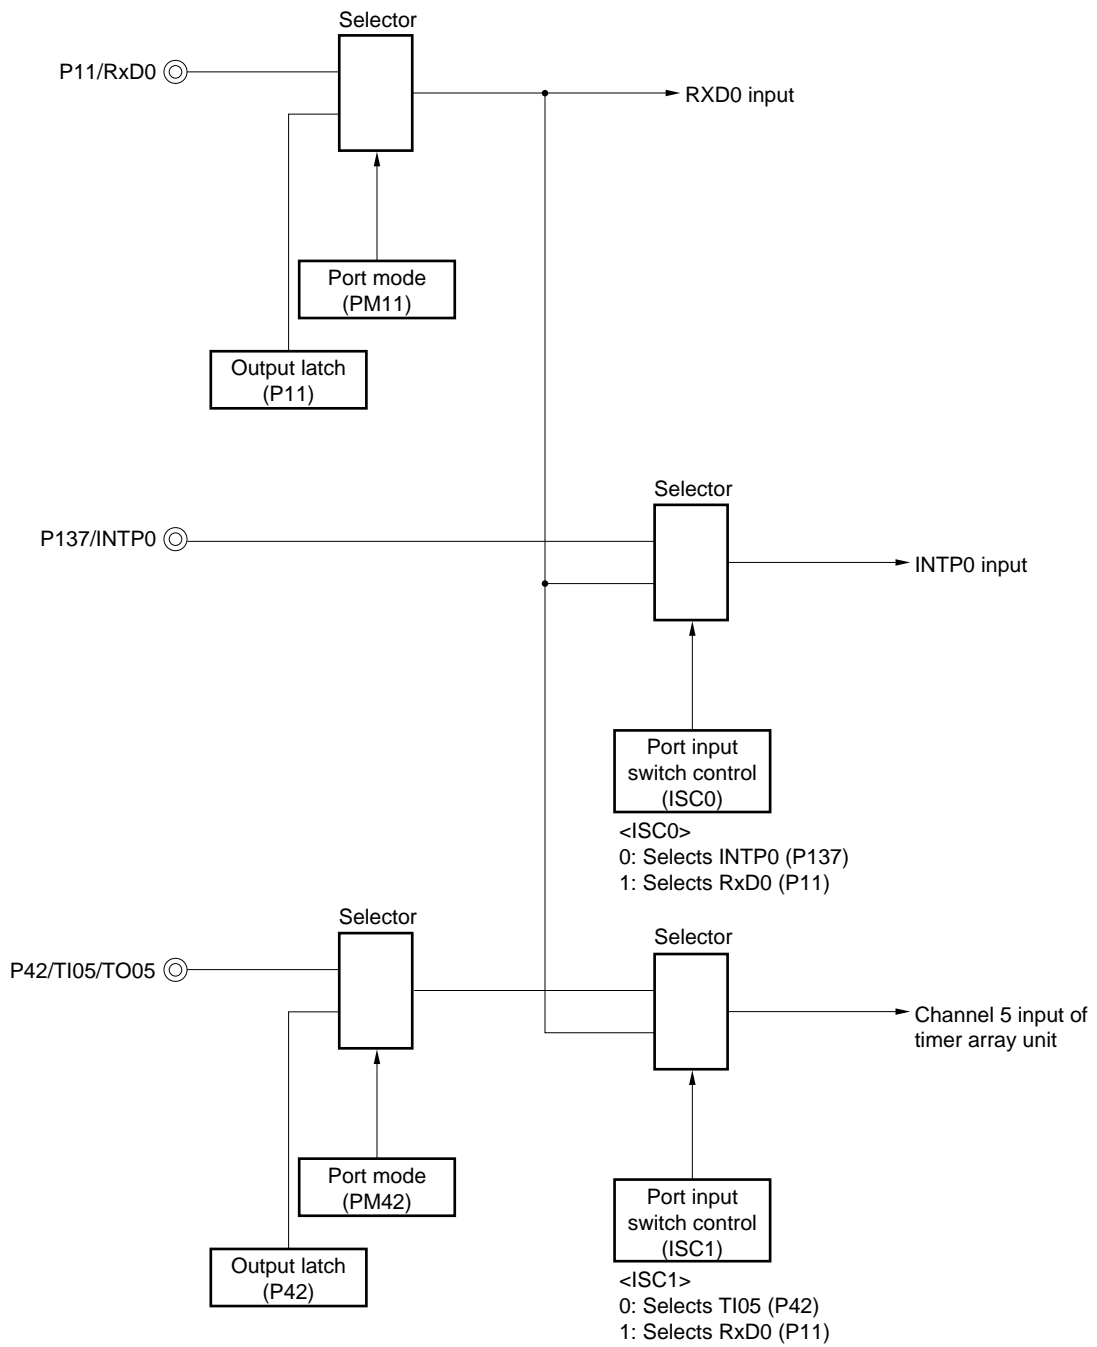 Selector
P11/RxD0
RXD0 input
Port mode
(PM11)
Output latch
(P11)
Selector
P137/INTP0
INTP0 input
Port input
switch control
(ISC0)
<ISC0>
0: Selects INTP0 (P137)
1: Selects RxD0 (P11)
Selector
Selector
P42/TI05/TO05
Channel 5 input of
timer array unit
Port mode
(PM42)
Port input
switch control
(ISC1)
Output latch
(P42)
<ISC1>
0: Selects TI05 (P42)
1: Selects RxD0 (P11)